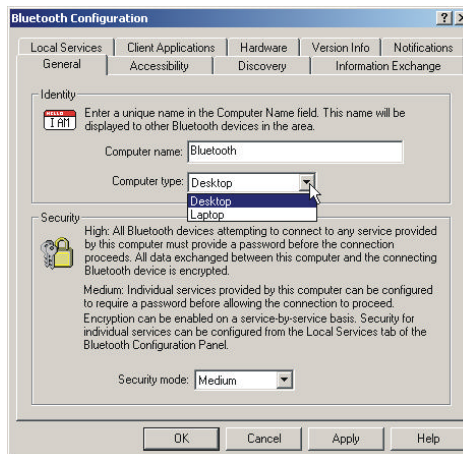 Bluetooth Configuration
Local Services Client Applications Hardware Version Info Notifications
General Accessibility Discovery Information Exchange
Identity
HELLO
I AM
Enter a unique name in the Computer Name field. This name will be
displayed to other Bluetooth devices in the area.
Computer name: Bluetooth
Computer type: Desktop
Desktop
Laptop
Security
High: All Bluetooth devices attempting to connect to any service provided
by this computer must provide a password before the connection
proceeds. All data exchanged between this computer and the connecting
Bluetooth device is encrypted.
Medium: Individual services provided by this computer can be configured
to require a password before allowing the connection to proceed.
Encryption can be enabled on a service-by-service basis. Security for
individual services can be configured from the Local Services tab of the
Bluetooth Configuration Panel.
Security mode: Medium
OK Cancel Apply Help